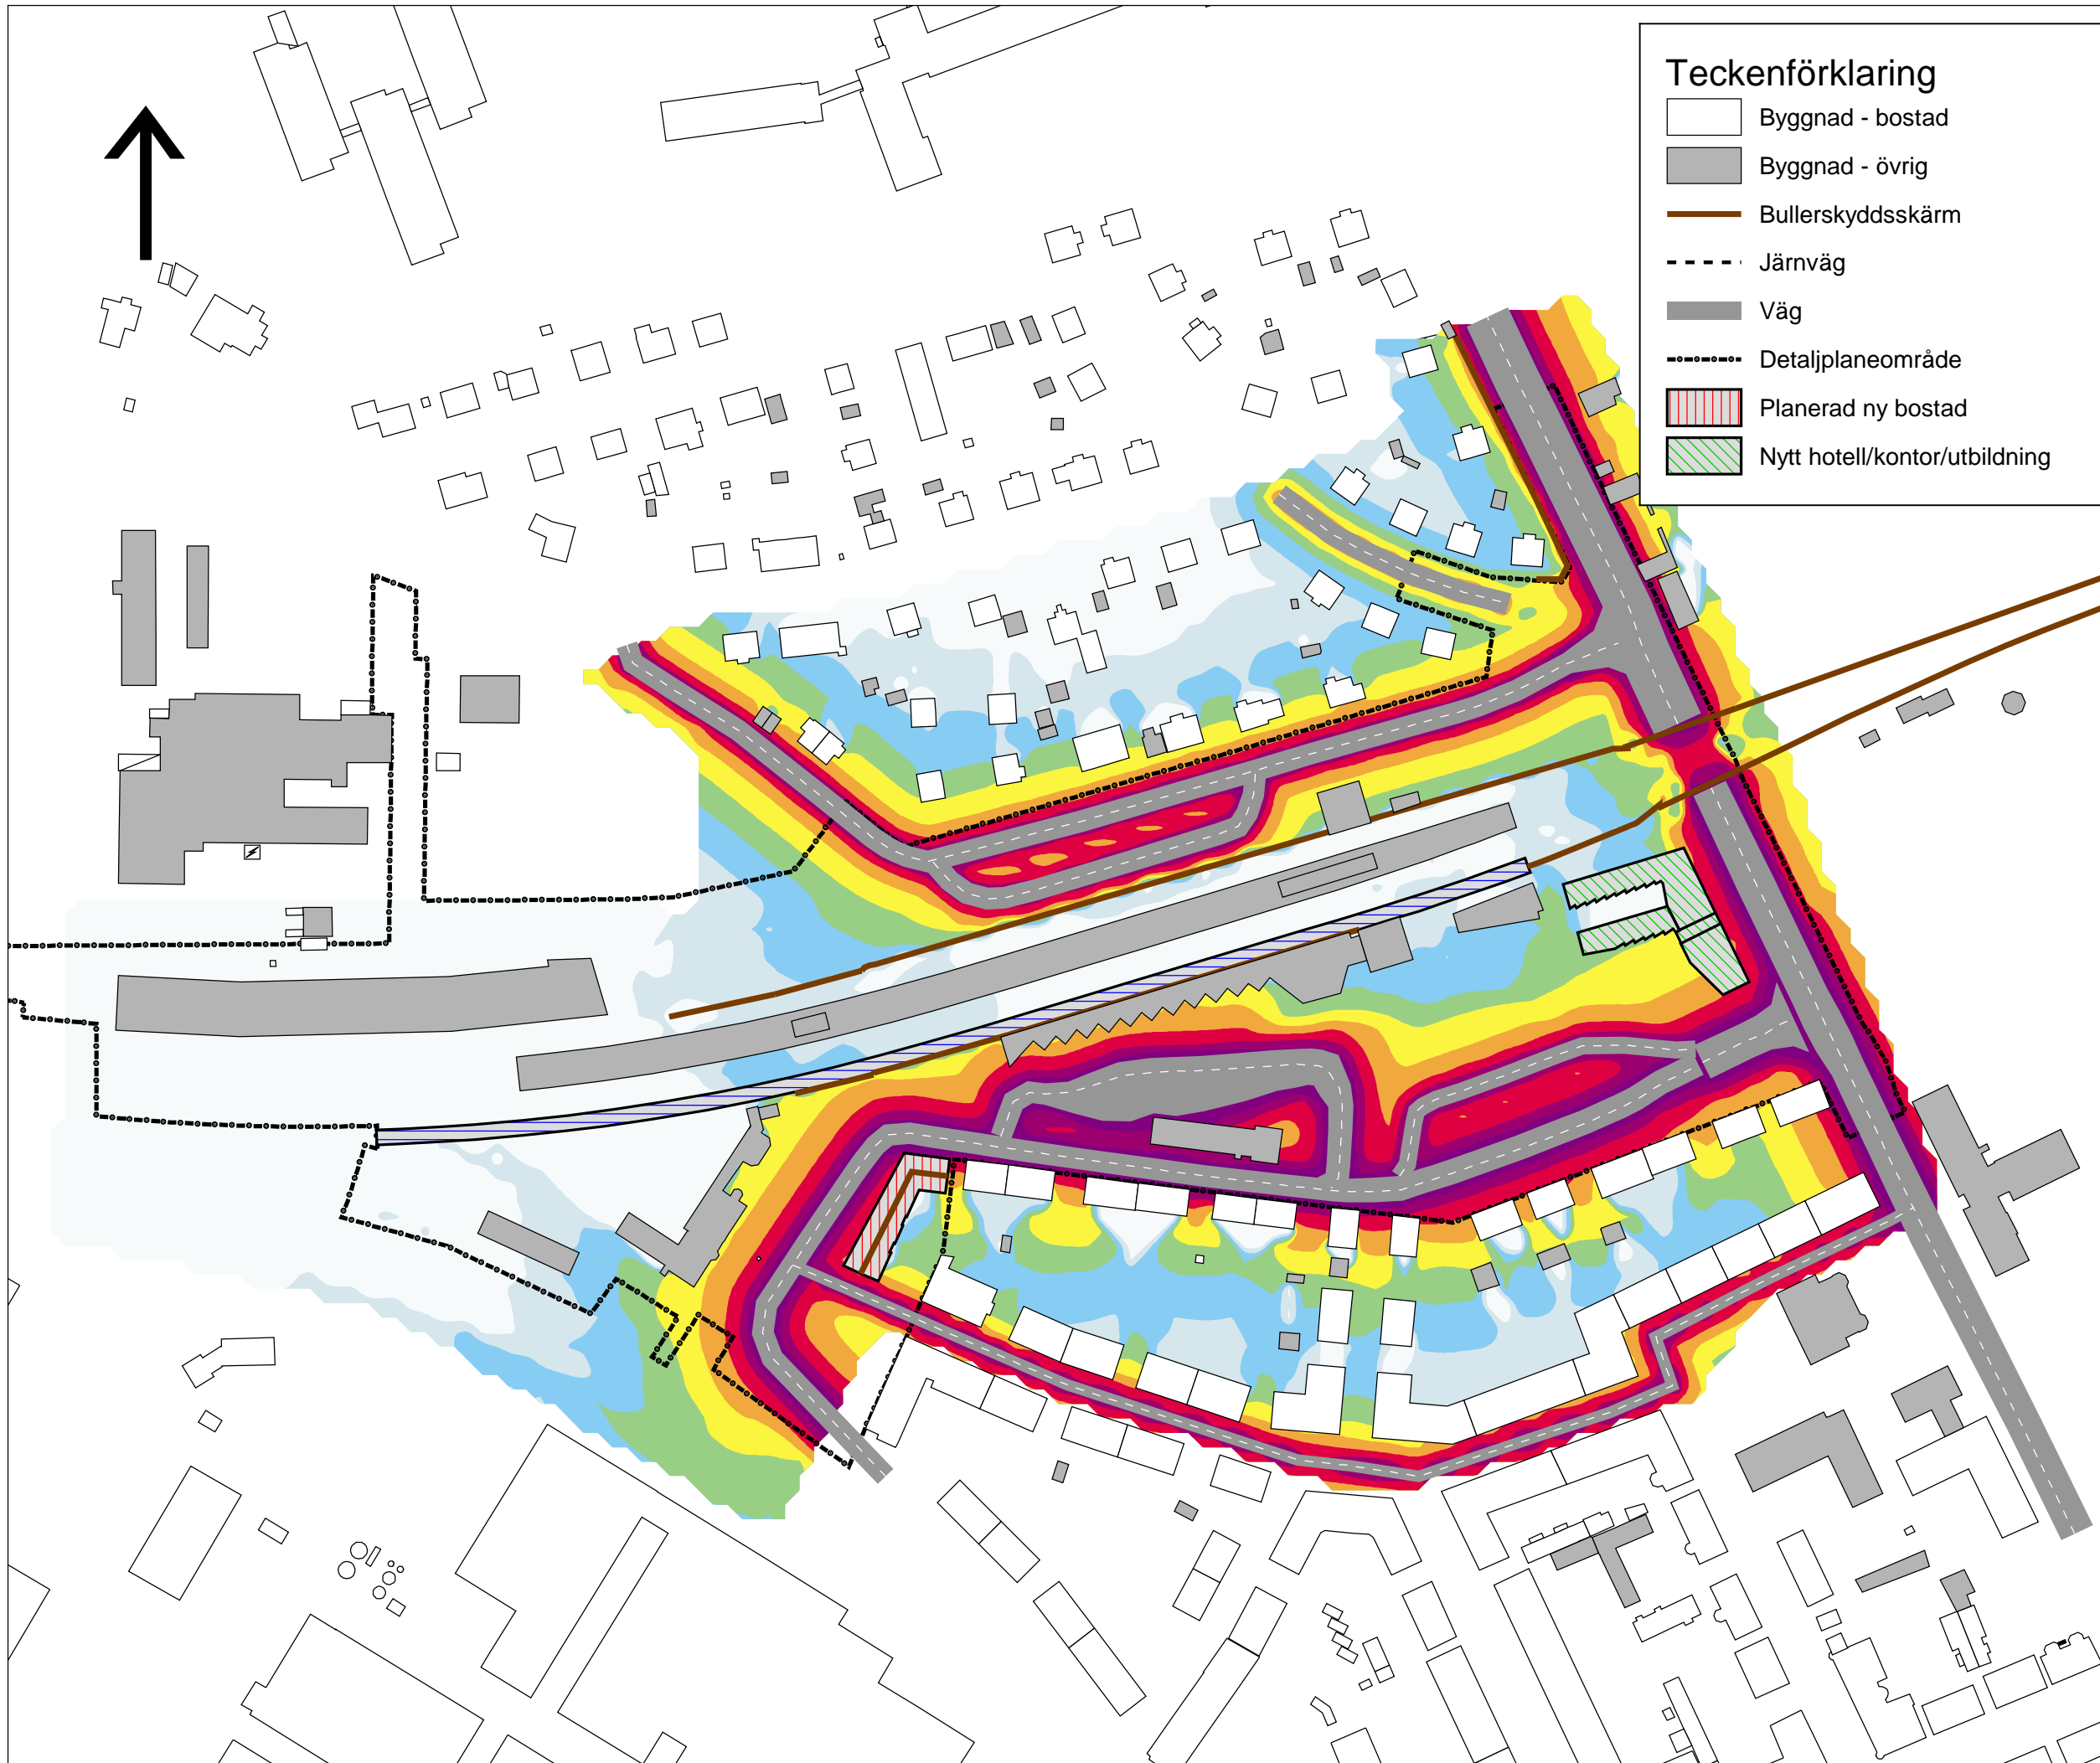 Teckenförklaring
Byggnad - bostad
Byggnad - övrig
Bullerskyddsskärm
Järnväg
Väg
Detaljplaneområde
Planerad ny bostad
Nytt hotell/kontor/utbildning